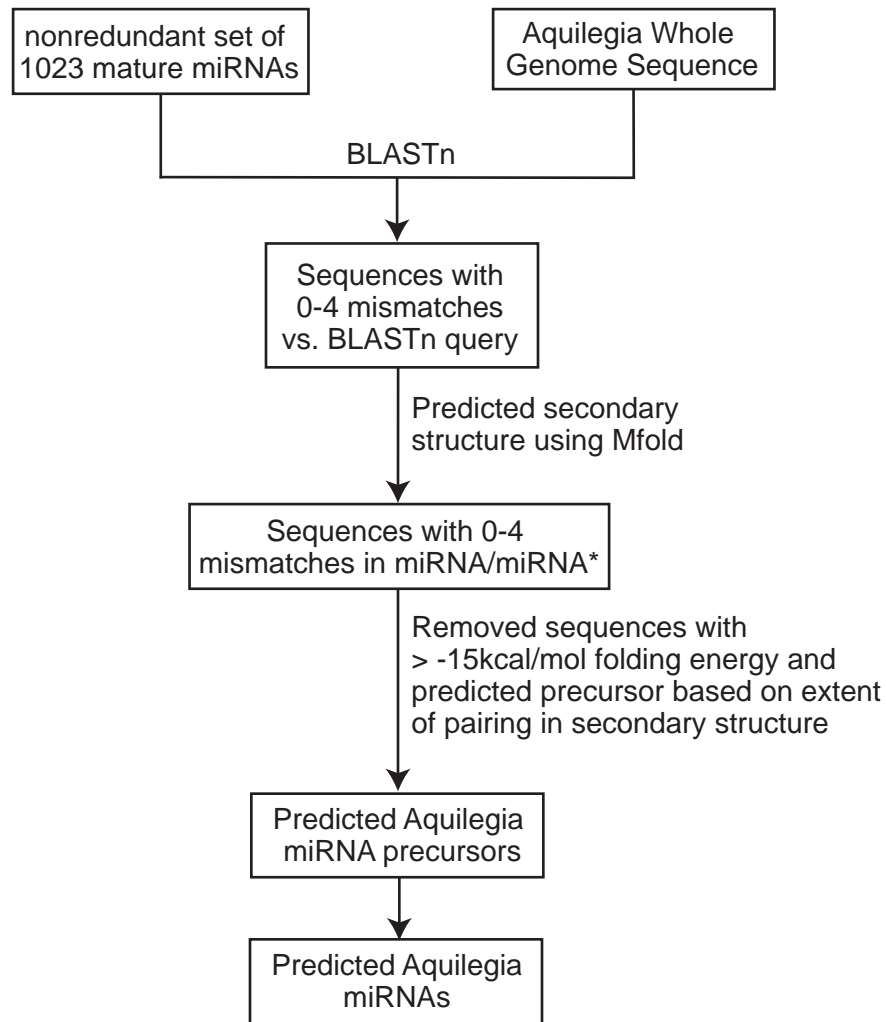 nonredundant set of
1023 mature miRNAs
Aquilegia Whole
Genome Sequence
BLASTn
Sequences with
0-4 mismatches
vs. BLASTn query
Predicted secondary
structure using Mfold
Sequences with 0-4
mismatches in miRNA/miRNA*
Removed sequences with
> -15kcal/mol folding energy and
predicted precursor based on extent
of pairing in secondary structure
Predicted Aquilegia
miRNA precursors
Predicted Aquilegia
miRNAs